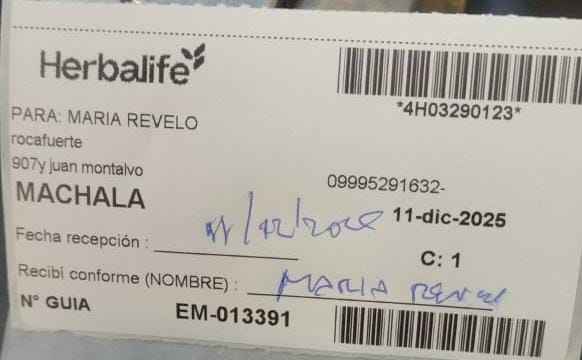 Herbalife
*4H03290123*
PARA: MARIA REVELO
rocafuerte
907y juan montalvo
09995291632-
MACHALA
11-dic-2025
Fecha recepción :
C: 1
Recibí conforme (NOMBRE) : MARIA
N° GUIA EM-013391